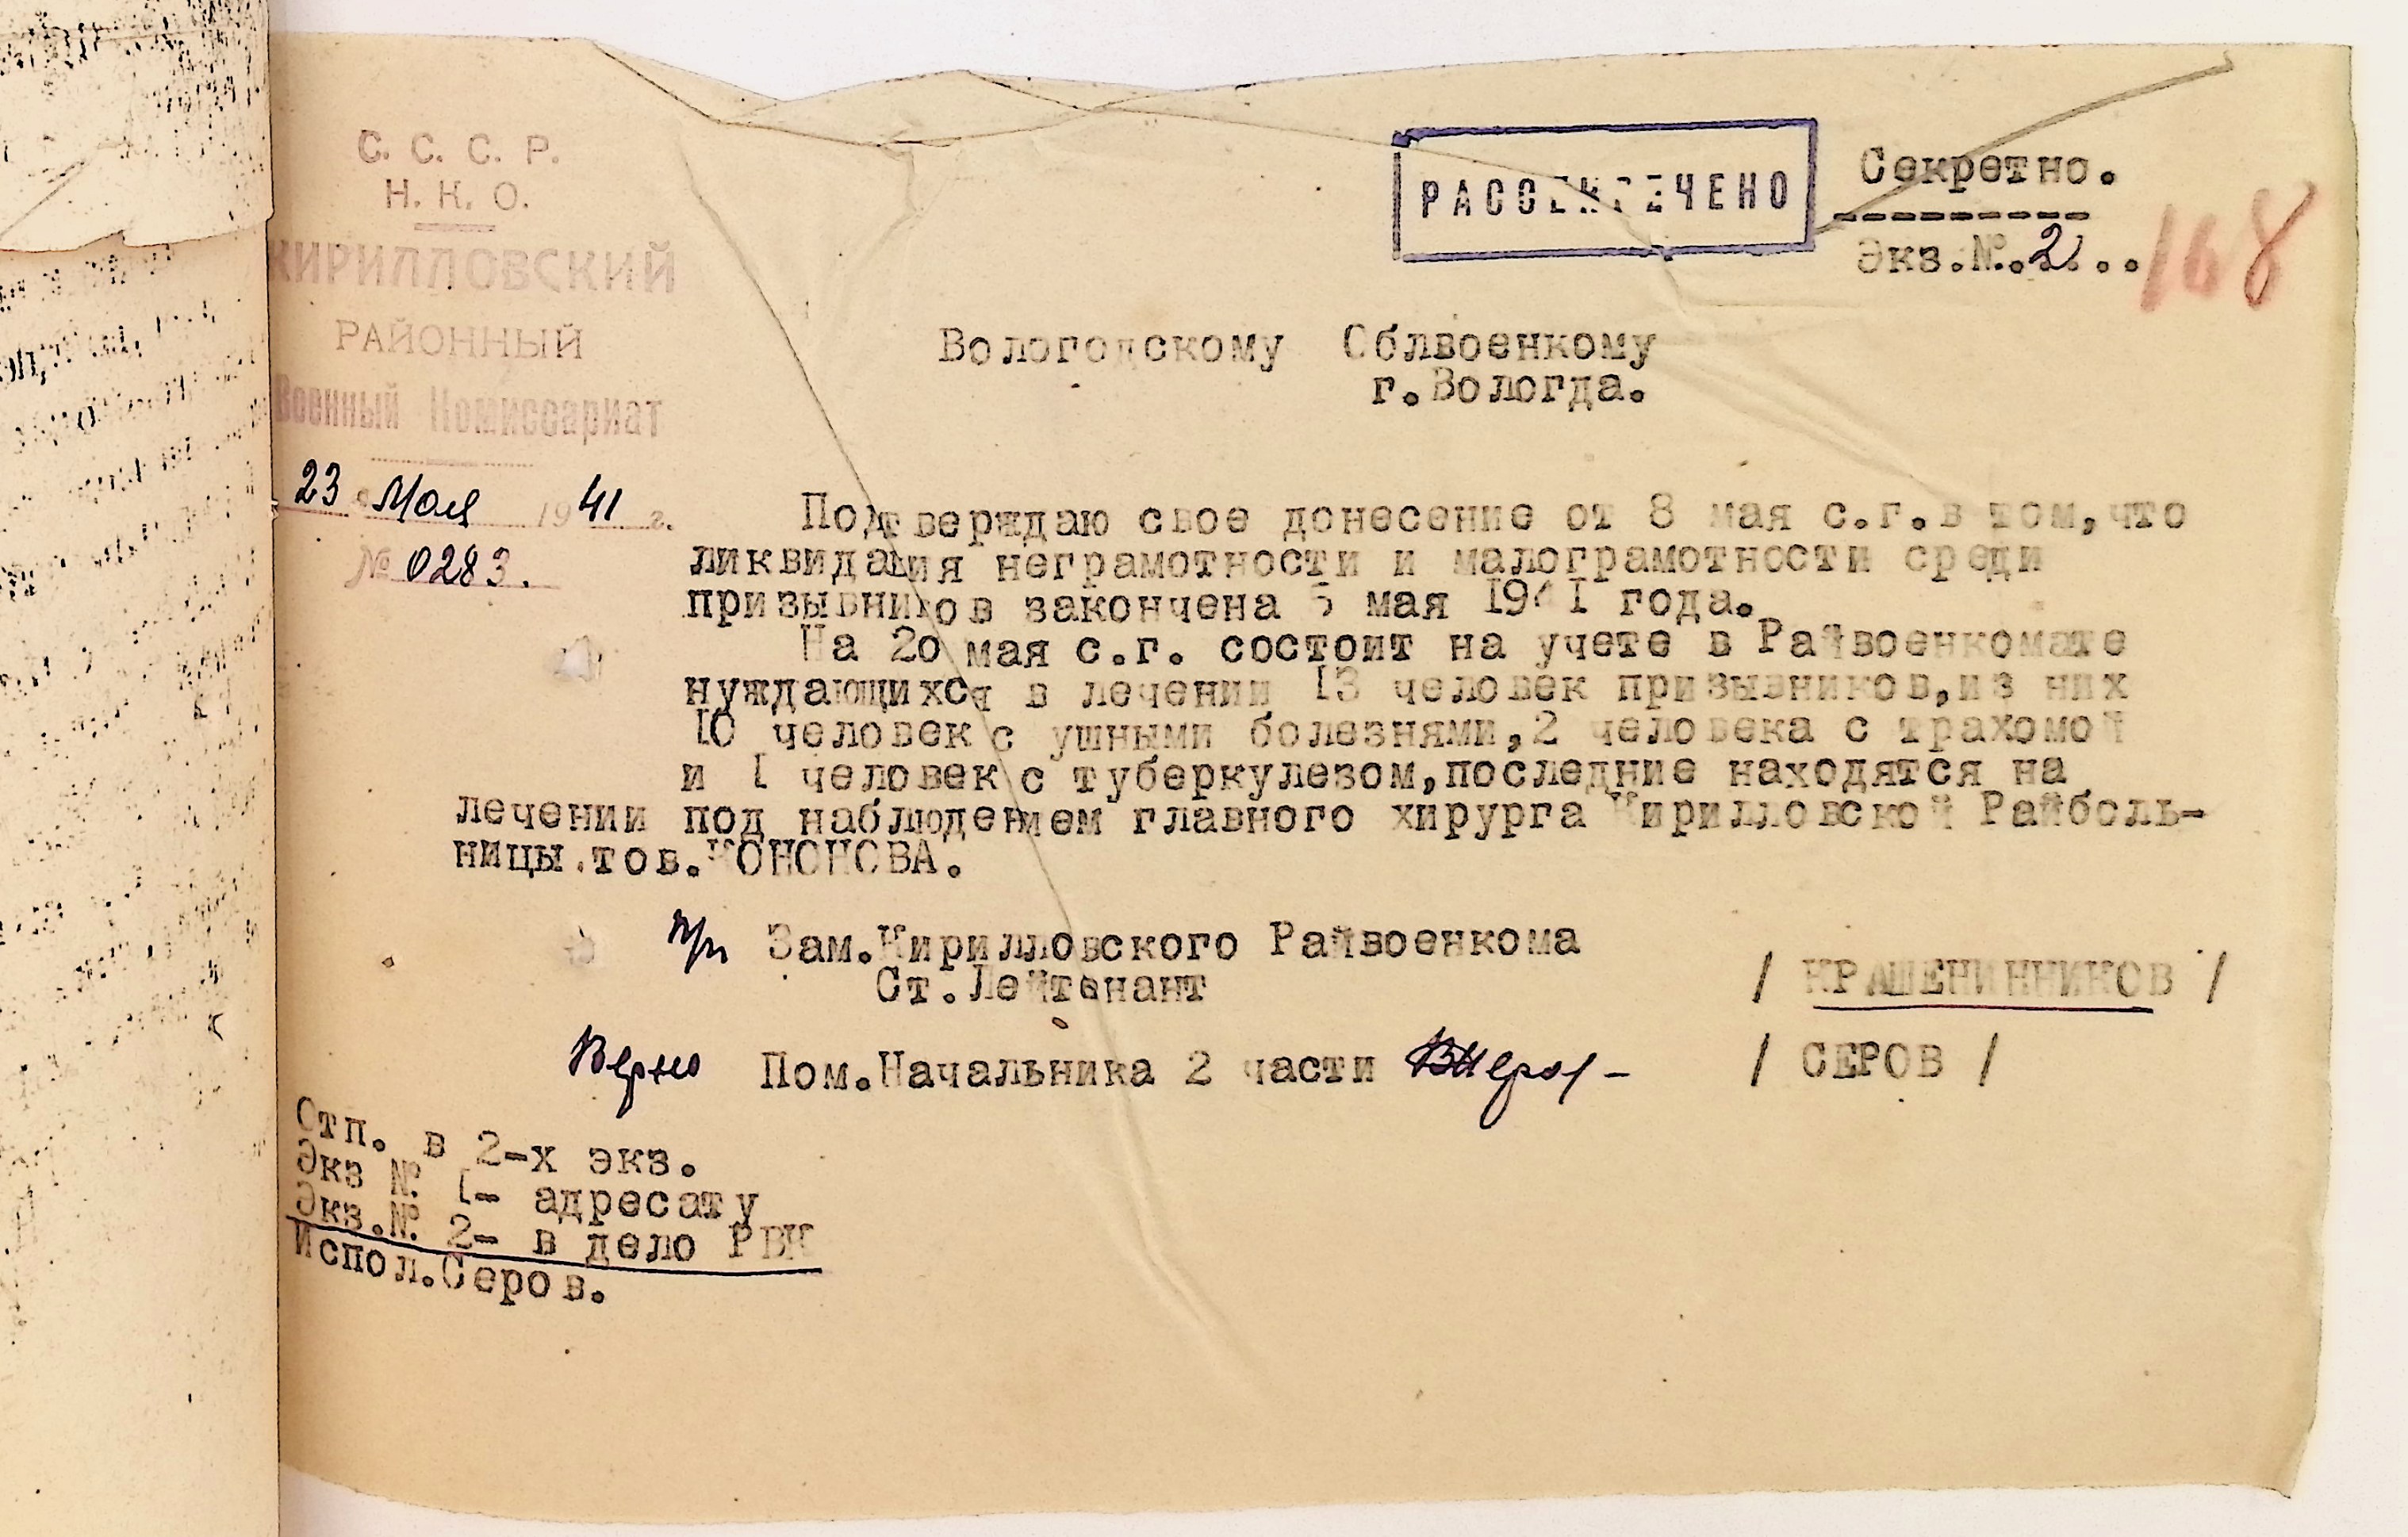 С. С. С. Р.
Н. К. О.
КИРИЛЛОВСКИЙ
РАЙОННЫЙ
Военный Комиссариат
23 Мая 1941 г.
№ 0283.
РАССЕКРЕЧЕНО
Секретно.
Экз.№.2...
168
Вологодскому Облвоенкому
г.Вологда.
Подтверждаю свое донесение от 8 мая с.г.в том,что
ликвидация неграмотности и малограмотности среди
призывников закончена 5 мая 1941 года.
На 20 мая с.г. состоит на учете в Райвоенкомате
нуждающихся в лечении 13 человек призывников,из них
10 человек с ушными болезнями,2 человека с трахомой
и I человек с туберкулезом,последние находятся на
лечении под наблюдением главного хирурга Кирилловской Райболь-
ницы.тов.КОНОНОВА.
п/п Зам.Кирилловского Райвоенкома
Ст.Лейтенант / КРАШЕНИННИКОВ /
Верно Пом.Начальника 2 части / СЕРОВ /
Отп. в 2-х экз.
Экз № I- адресату
Экз.№ 2- в дело РВК
Испол.Серов.